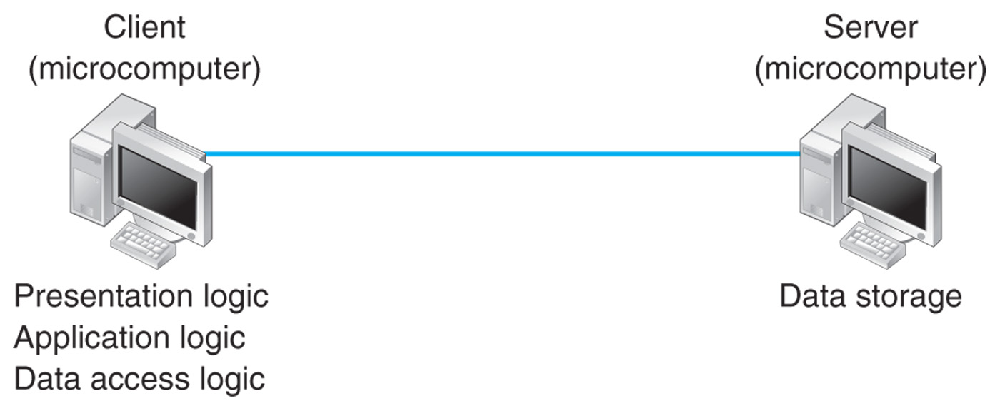 Client
(microcomputer)
Server
(microcomputer)
Presentation logic
Application logic
Data access logic
Data storage